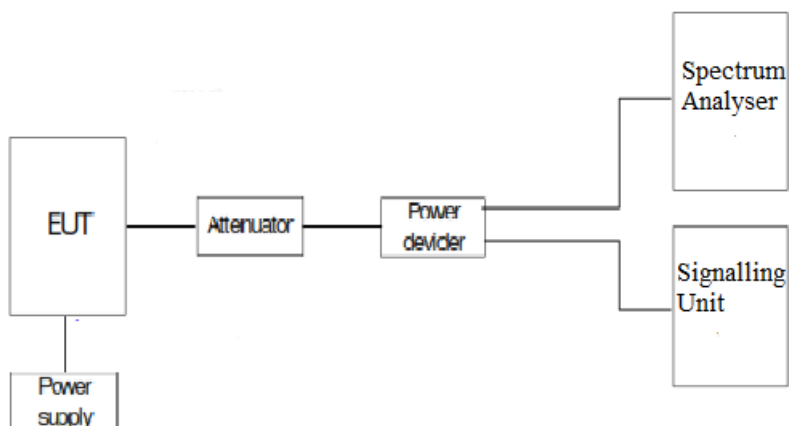 Spectrum
Analyser
EUT
Attenuator
Power
devider
Signalling
Unit
Power
supply